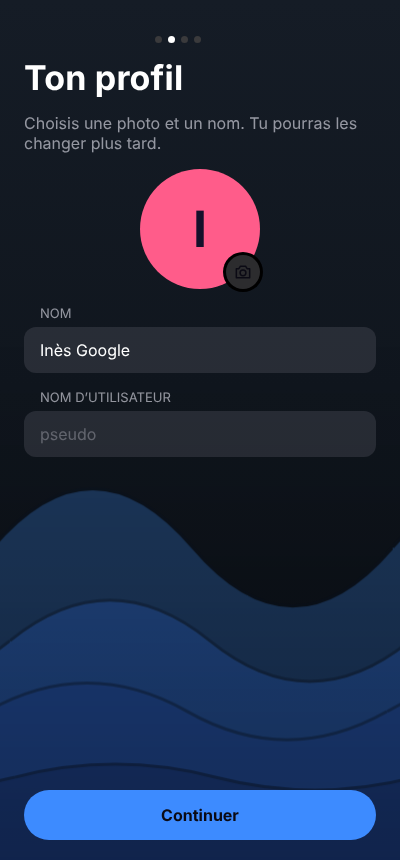 Ton profil
Choisis une photo et un nom. Tu pourras les
changer plus tard.
I
NOM
Inès Google
NOM D’UTILISATEUR
pseudo
Continuer